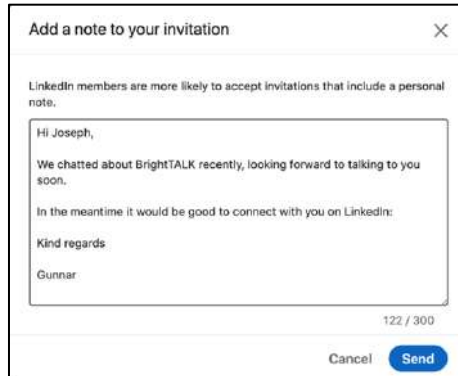 Add a note to your invitation
LinkedIn members are more likely to accept invitations that include a personal
note.
Hi Joseph,
We chatted about BrightTALK recently, looking forward to talking to you
soon.
In the meantime it would be good to connect with you on LinkedIn:
Kind regards
Gunnar
122 / 300
Cancel Send